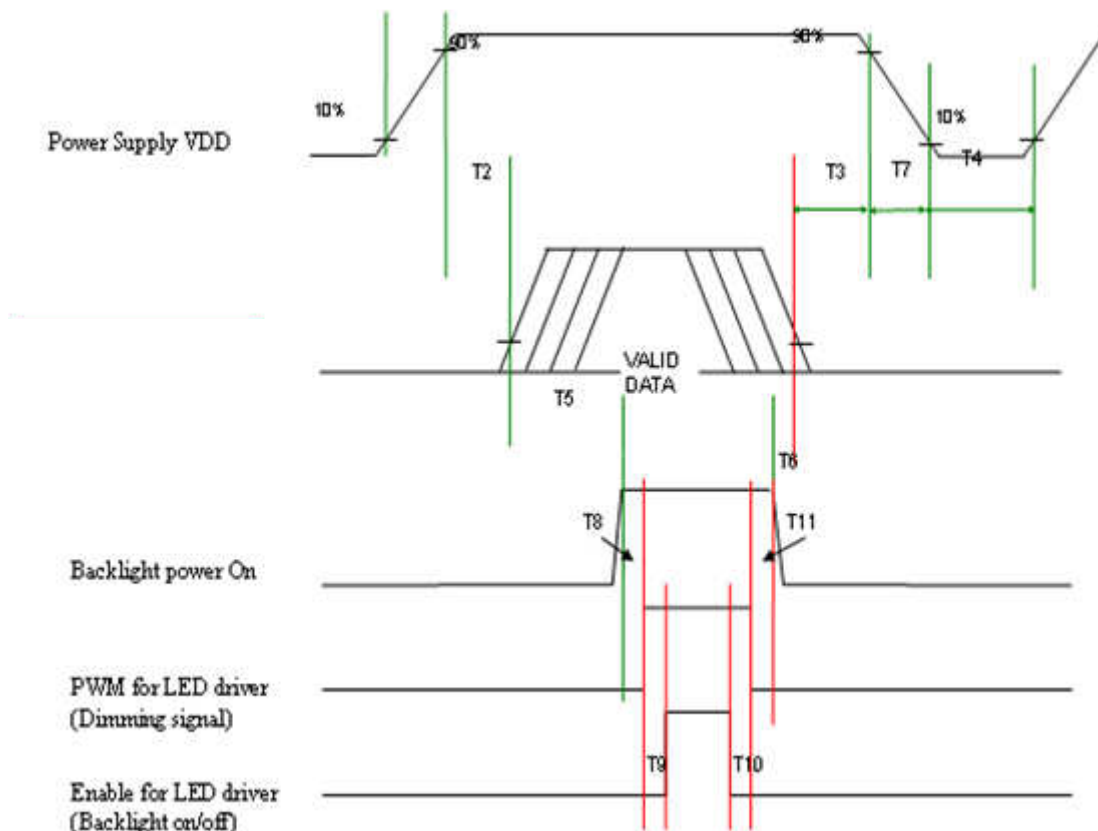 90%
90%
10%
10%
Power Supply VDD
T2
T3
T7
T4
VALID
DATA
T5
T6
T8
T11
Backlight power On
PWM for LED driver
(Dimming signal)
T9
T10
Enable for LED driver
(Backlight on/off)